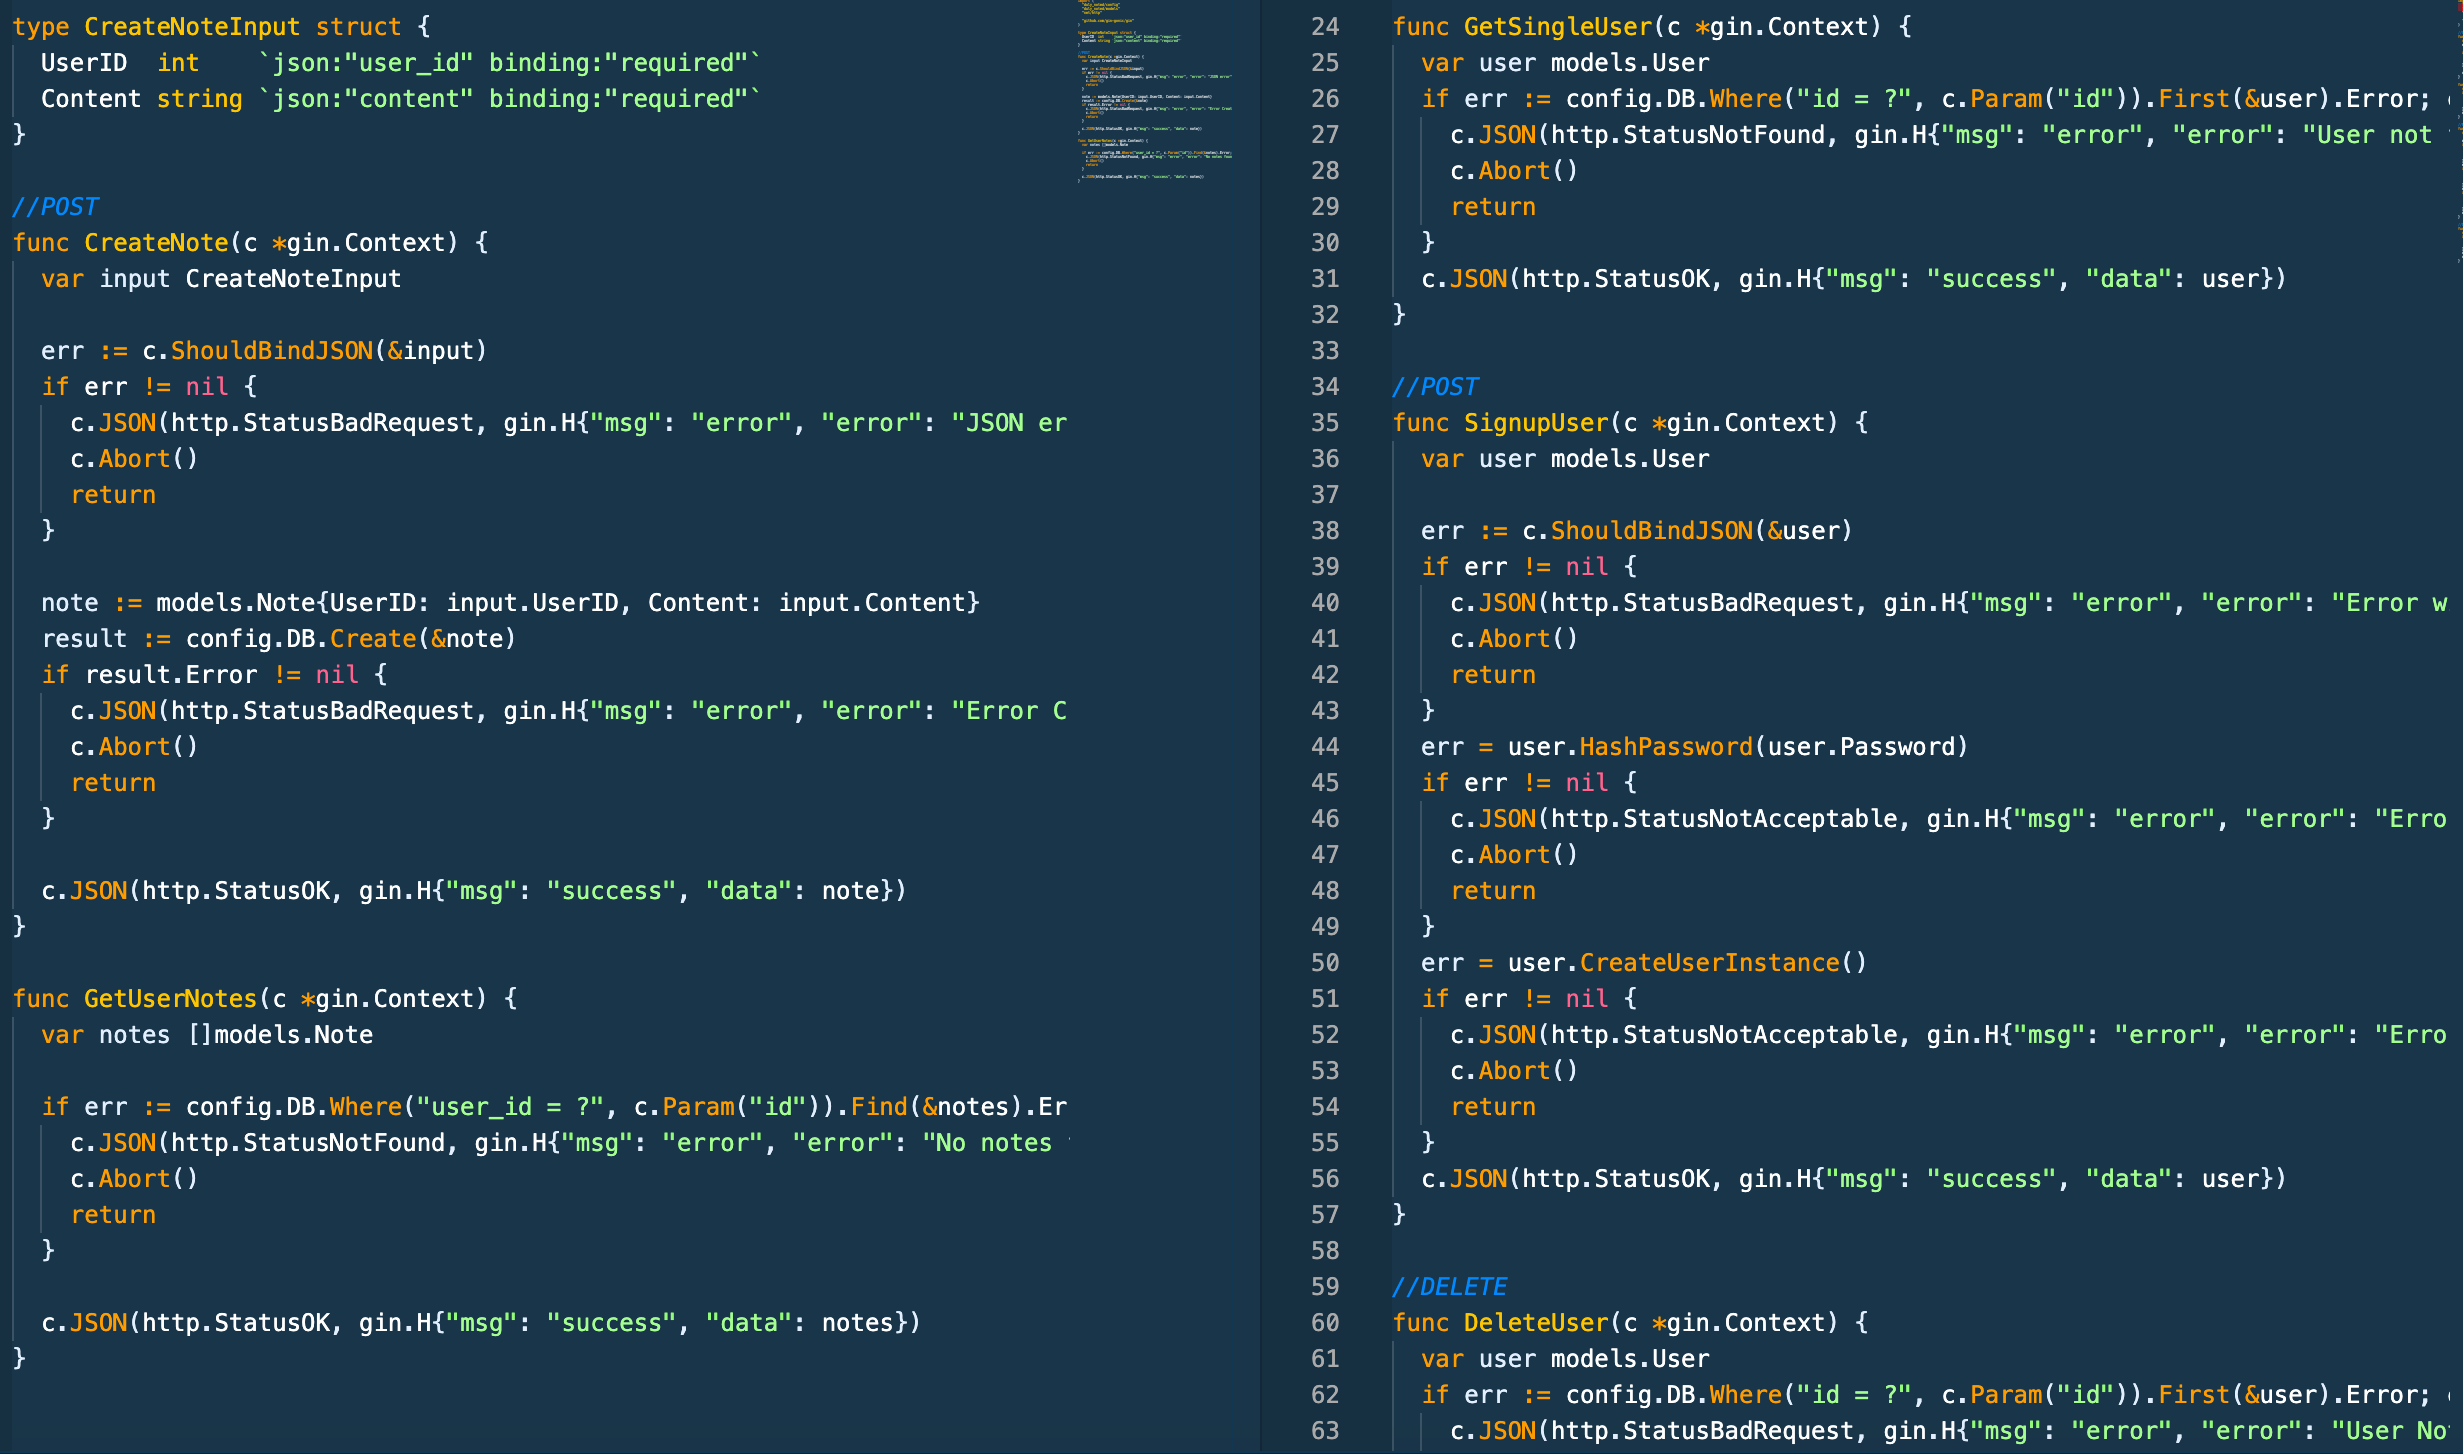 type CreateNoteInput struct {
  UserID  int    `json:"user_id" binding:"required"`
  Content string `json:"content" binding:"required"`
}

//POST
func CreateNote(c *gin.Context) {
  var input CreateNoteInput

  err := c.ShouldBindJSON(&input)
  if err != nil {
    c.JSON(http.StatusBadRequest, gin.H{"msg": "error", "error": "JSON er
    c.Abort()
    return
  }

  note := models.Note{UserID: input.UserID, Content: input.Content}
  result := config.DB.Create(&note)
  if result.Error != nil {
    c.JSON(http.StatusBadRequest, gin.H{"msg": "error", "error": "Error C
    c.Abort()
    return
  }

  c.JSON(http.StatusOK, gin.H{"msg": "success", "data": note})
}

func GetUserNotes(c *gin.Context) {
  var notes []models.Note

  if err := config.DB.Where("user_id = ?", c.Param("id")).Find(&notes).Er
    c.JSON(http.StatusNotFound, gin.H{"msg": "error", "error": "No notes
    c.Abort()
    return
  }

  c.JSON(http.StatusOK, gin.H{"msg": "success", "data": notes})
}

24 func GetSingleUser(c *gin.Context) {
25   var user models.User
26   if err := config.DB.Where("id = ?", c.Param("id")).First(&user).Error;
27     c.JSON(http.StatusNotFound, gin.H{"msg": "error", "error": "User not
28     c.Abort()
29     return
30   }
31   c.JSON(http.StatusOK, gin.H{"msg": "success", "data": user})
32 }
33
34 //POST
35 func SignupUser(c *gin.Context) {
36   var user models.User
37
38   err := c.ShouldBindJSON(&user)
39   if err != nil {
40     c.JSON(http.StatusBadRequest, gin.H{"msg": "error", "error": "Error w
41     c.Abort()
42     return
43   }
44   err = user.HashPassword(user.Password)
45   if err != nil {
46     c.JSON(http.StatusNotAcceptable, gin.H{"msg": "error", "error": "Erro
47     c.Abort()
48     return
49   }
50   err = user.CreateUserInstance()
51   if err != nil {
52     c.JSON(http.StatusNotAcceptable, gin.H{"msg": "error", "error": "Erro
53     c.Abort()
54     return
55   }
56   c.JSON(http.StatusOK, gin.H{"msg": "success", "data": user})
57 }
58
59 //DELETE
60 func DeleteUser(c *gin.Context) {
61   var user models.User
62   if err := config.DB.Where("id = ?", c.Param("id")).First(&user).Error;
63     c.JSON(http.StatusBadRequest, gin.H{"msg": "error", "error": "User No